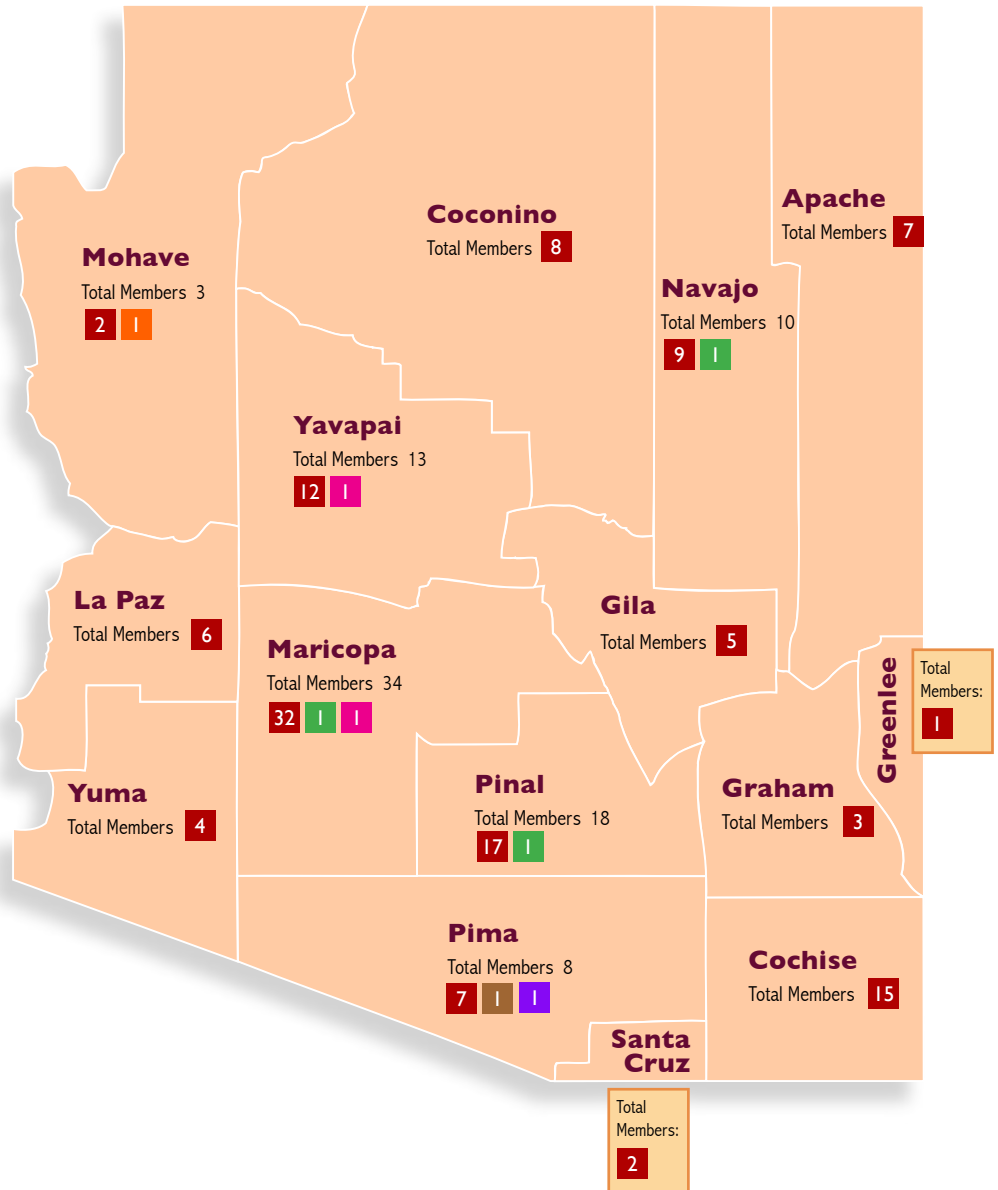 Apache
Total Members 7
Coconino
Total Members 8
Mohave
Total Members 3
2 1
Navajo
Total Members 10
9 1
Yavapai
Total Members 13
12 1
La Paz
Total Members 6
Gila
Total Members 5
Maricopa
Total Members 34
32 1 1
Greenlee
Total
Members:
1
Yuma
Total Members 4
Pinal
Total Members 18
17 1
Graham
Total Members 3
Pima
Total Members 8
7 1 1
Cochise
Total Members 15
Santa
Cruz
Total
Members:
2